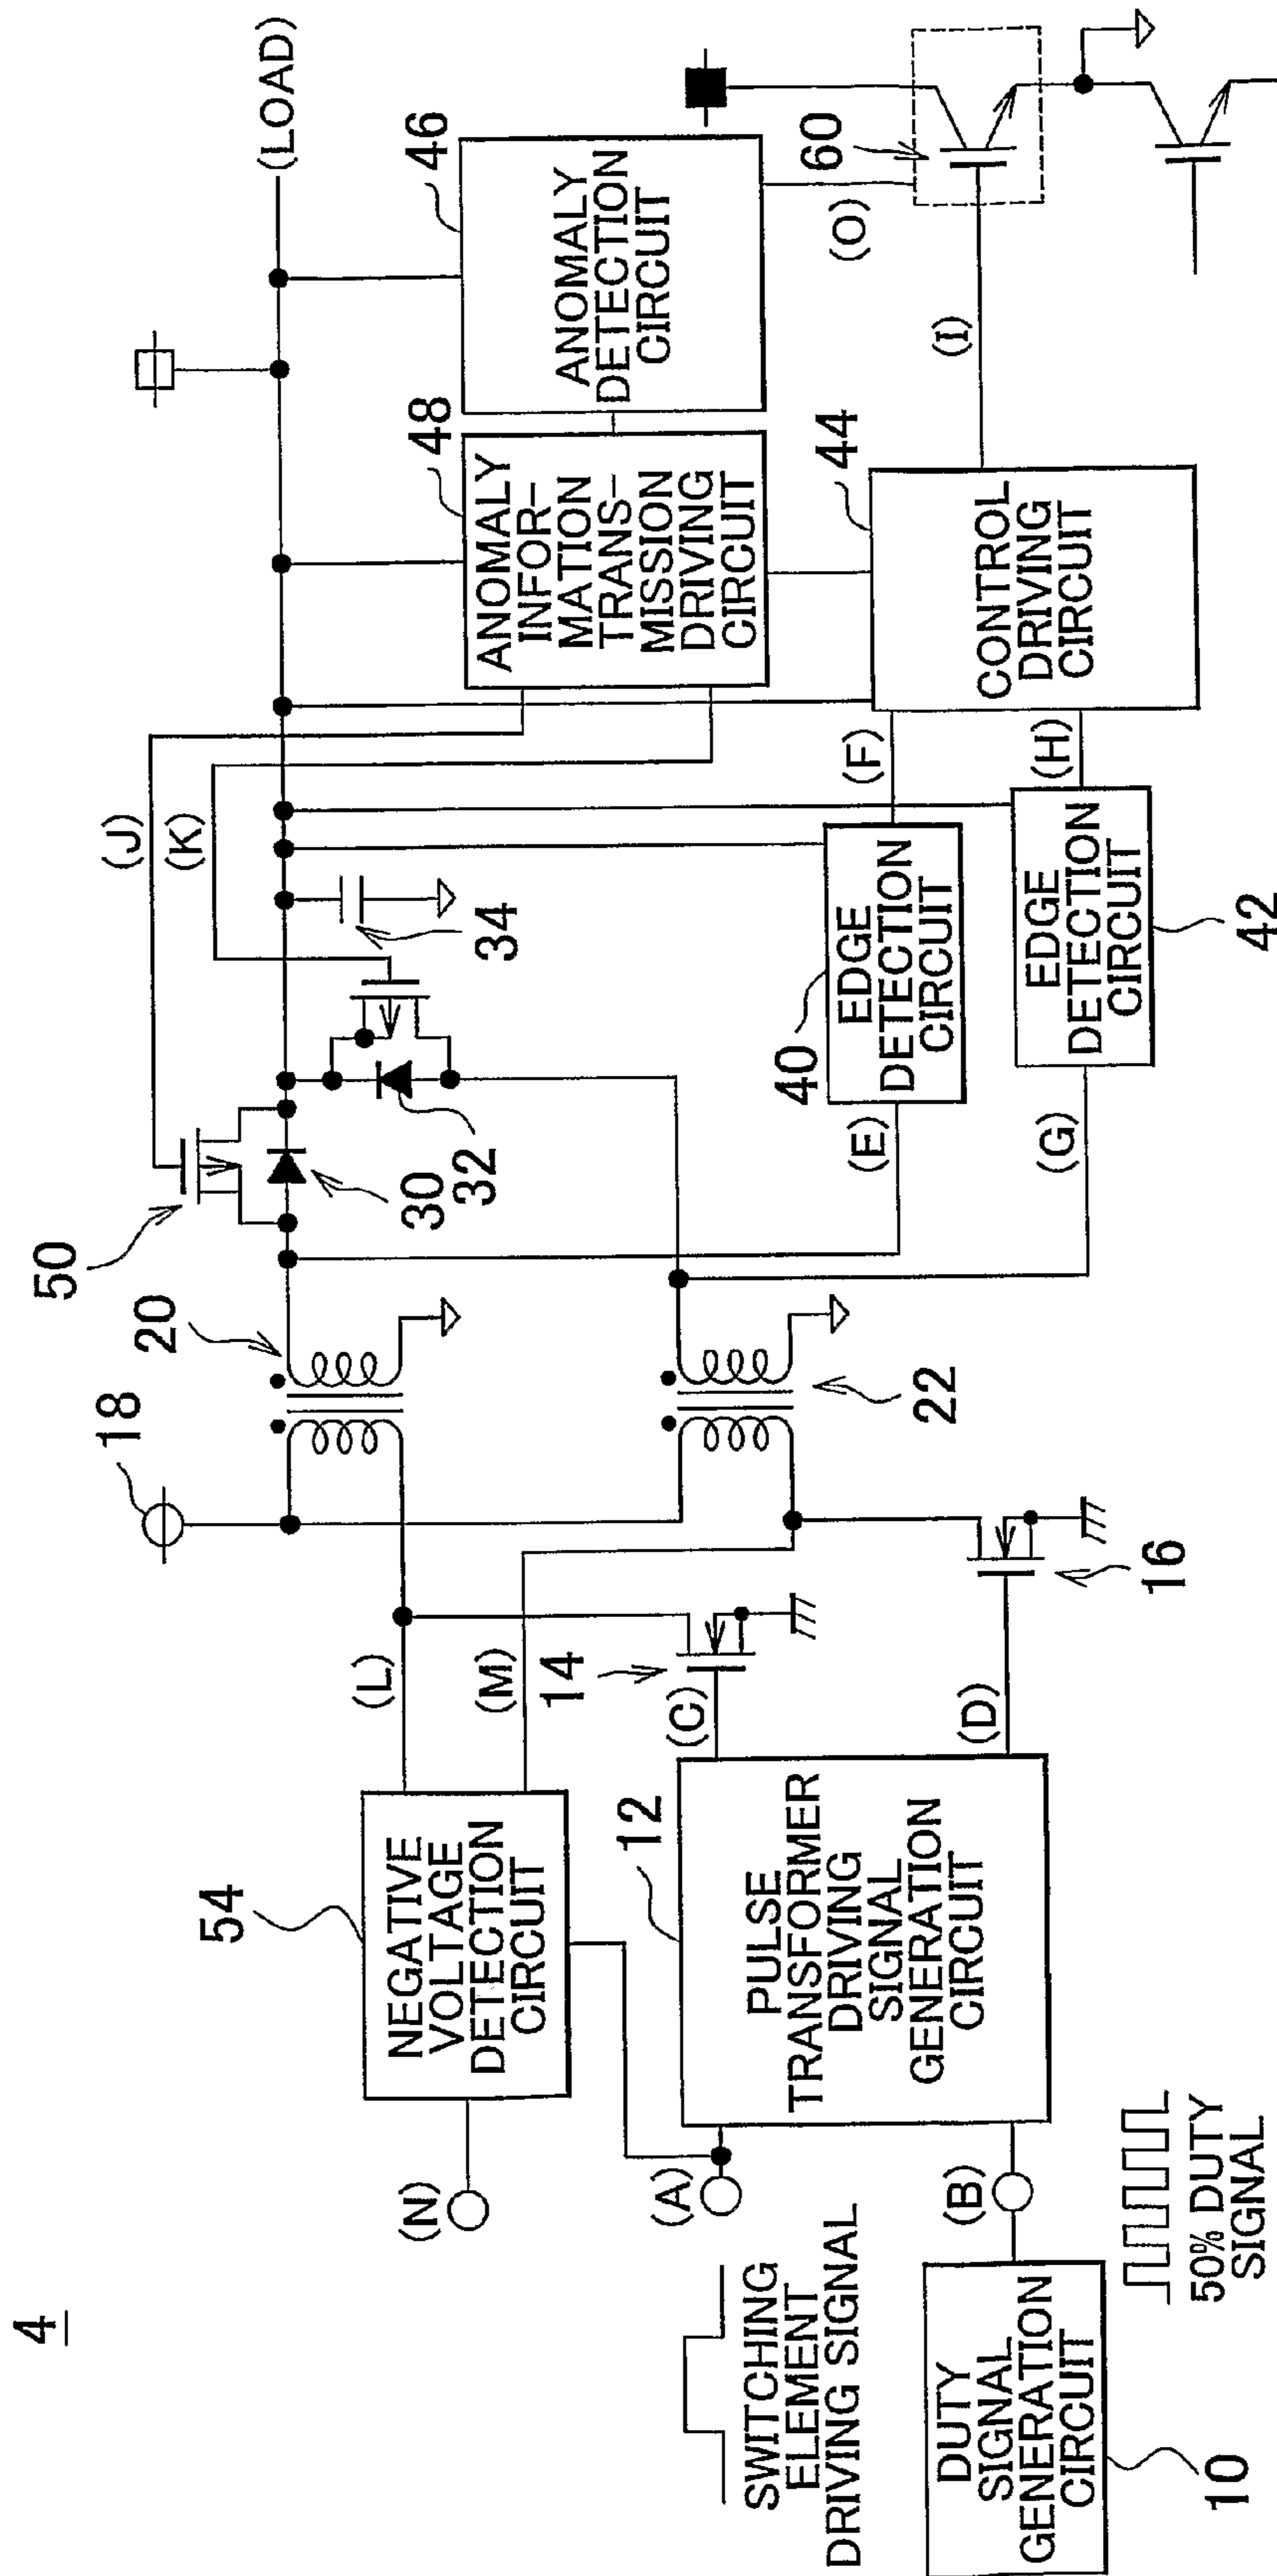 4
18
20
50
(J)
(K)
(LOAD)
46
ANOMALY
DETECTION
CIRCUIT
48
ANOMALY
INFOR-
MATION
TRANS-
MISSION
DRIVING
CIRCUIT
30
32
34
60
(O)
(I)
44
CONTROL
DRIVING
CIRCUIT
(F)
(H)
40
EDGE
DETECTION
CIRCUIT
EDGE
DETECTION
CIRCUIT
42
(E)
(G)
22
54
NEGATIVE
VOLTAGE
DETECTION
CIRCUIT
(L)
(M)
(N)
14
16
(C)
(D)
12
PULSE
TRANSFORMER
DRIVING
SIGNAL
GENERATION
CIRCUIT
(A)
(B)
SWITCHING
ELEMENT
DRIVING SIGNAL
DUTY
SIGNAL
GENERATION
CIRCUIT
10
50% DUTY
SIGNAL